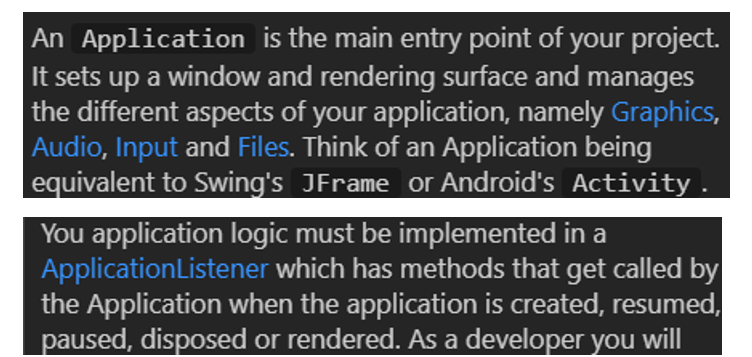 An Application is the main entry point of your project.
It sets up a window and rendering surface and manages
the different aspects of your application, namely Graphics,
Audio, Input and Files. Think of an Application being
equivalent to Swing's JFrame or Android's Activity.
You application logic must be implemented in a
ApplicationListener which has methods that get called by
the Application when the application is created, resumed,
paused, disposed or rendered. As a developer you will